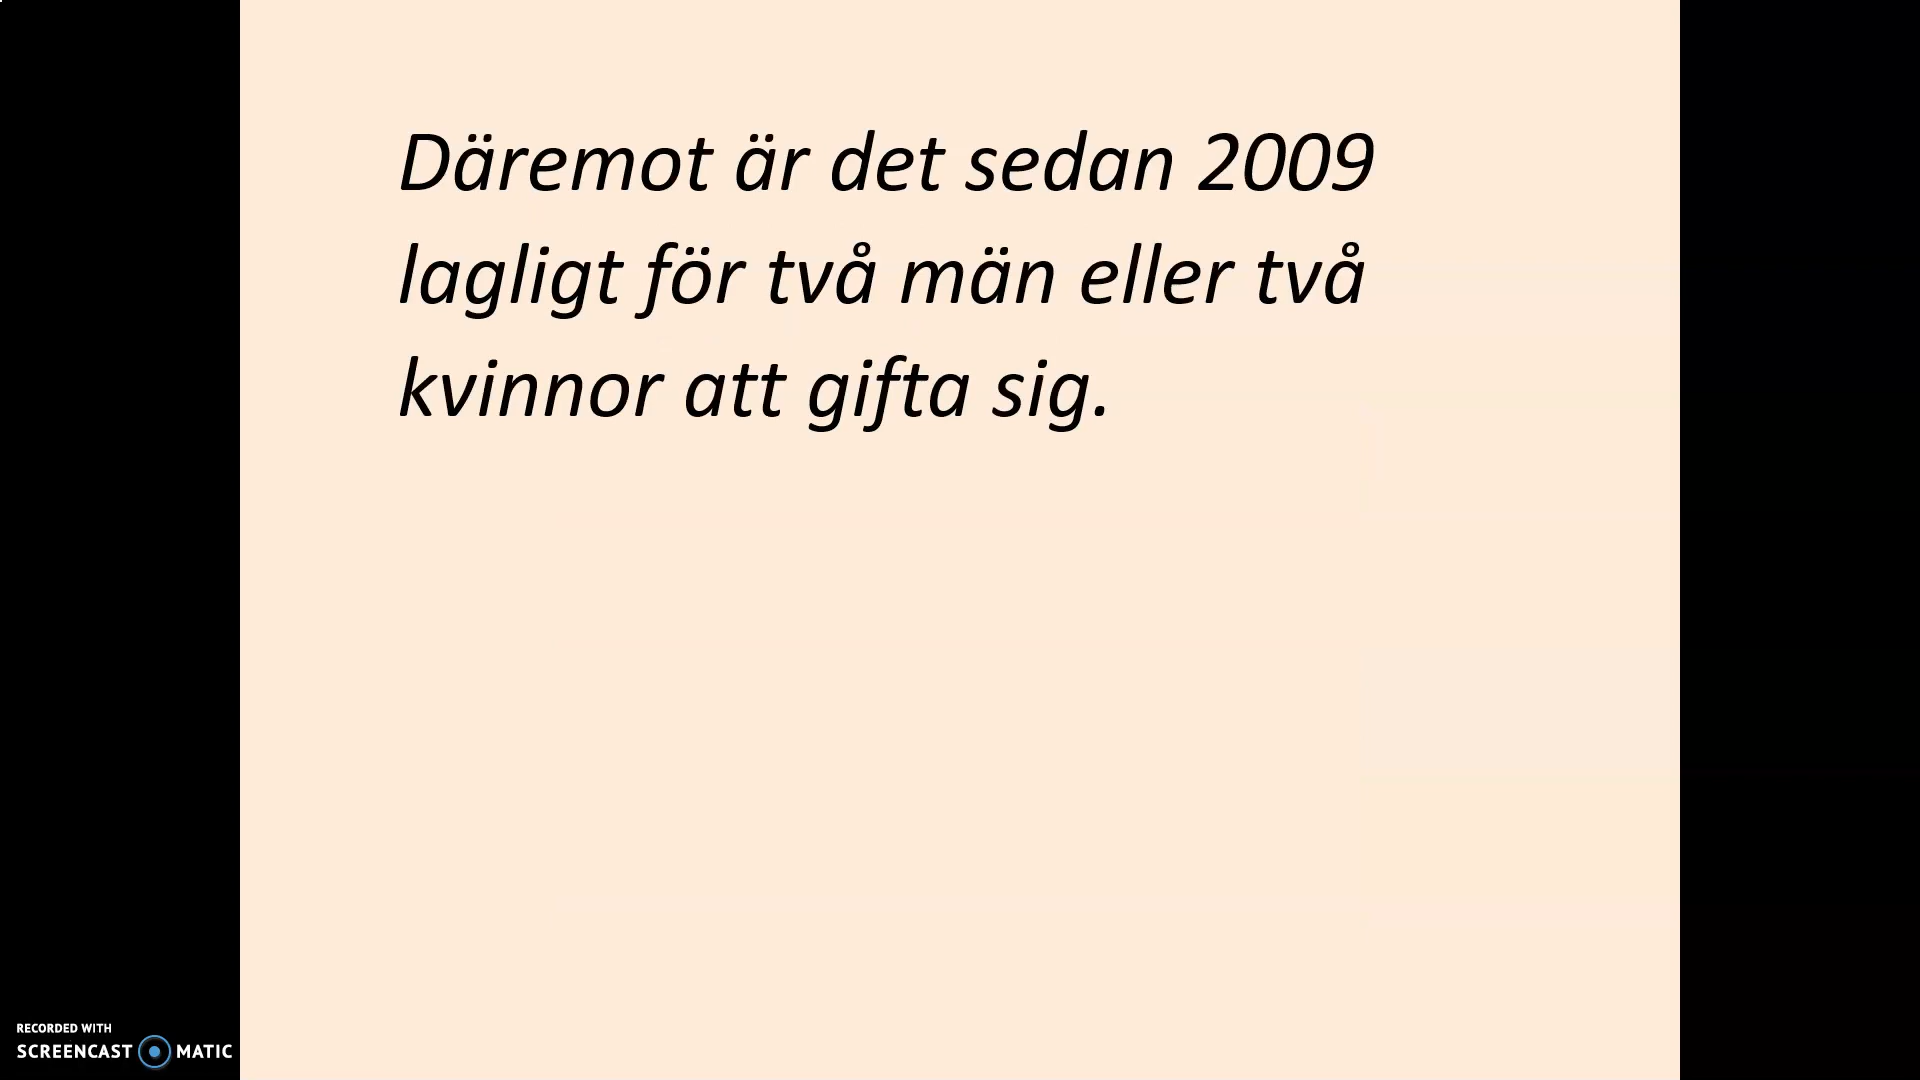 Däremot är det sedan 2009
lagligt för två män eller två
kvinnor att gifta sig.
RECORDED WITH
SCREENCAST MATIC